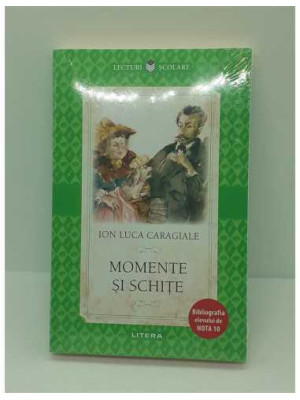 LECTURI ȘCOLARE
ION LUCA CARAGIALE
MOMENTE
ȘI SCHIȚE
Bibliografia
elevului de
NOTA 10
LITERA